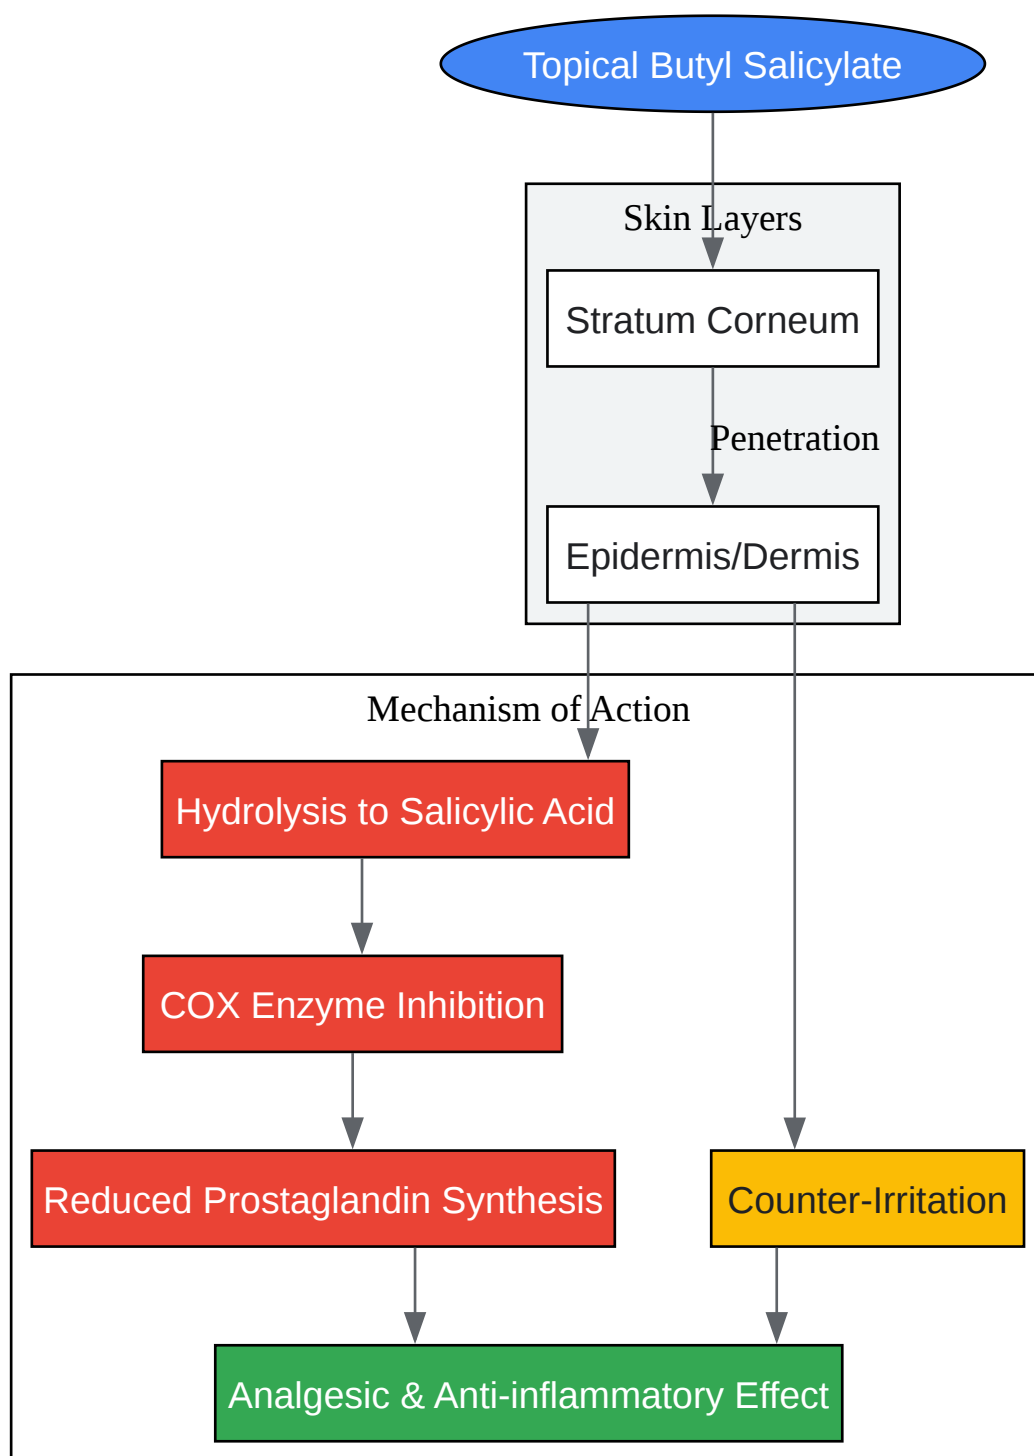 Topical Butyl Salicylate
Skin Layers
Stratum Corneum
Penetration
Epidermis/Dermis
Mechanism of Action
Hydrolysis to Salicylic Acid
COX Enzyme Inhibition
Reduced Prostaglandin Synthesis
Counter-Irritation
Analgesic & Anti-inflammatory Effect